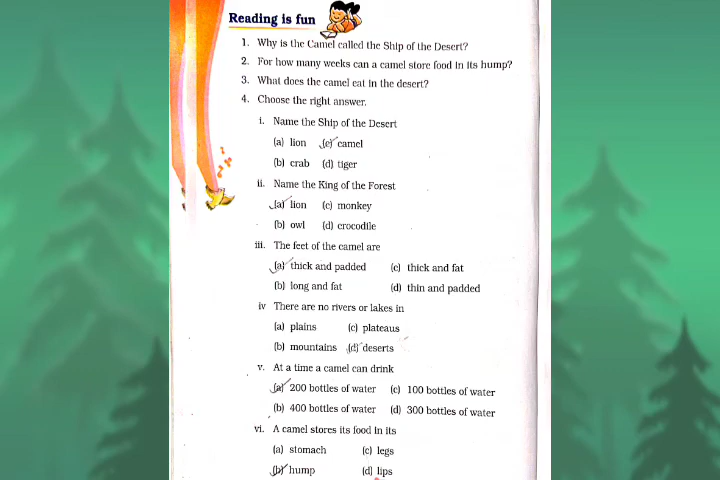 Reading is fun
1. Why is the Camel called the Ship of the Desert?
2. For how many weeks can a camel store food in its hump?
3. What does the camel eat in the desert?
4. Choose the right answer.
i. Name the Ship of the Desert
(a) lion (c) camel
(b) crab (d) tiger
ii. Name the King of the Forest
(a) lion (c) monkey
(b) owl (d) crocodile
iii. The feet of the camel are
(a) thick and padded (c) thick and fat
(b) long and fat (d) thin and padded
iv There are no rivers or lakes in
(a) plains (c) plateaus
(b) mountains (d) deserts
v. At a time a camel can drink
(a) 200 bottles of water (c) 100 bottles of water
(b) 400 bottles of water (d) 300 bottles of water
vi. A camel stores its food in its
(a) stomach (c) legs
(b) hump (d) lips